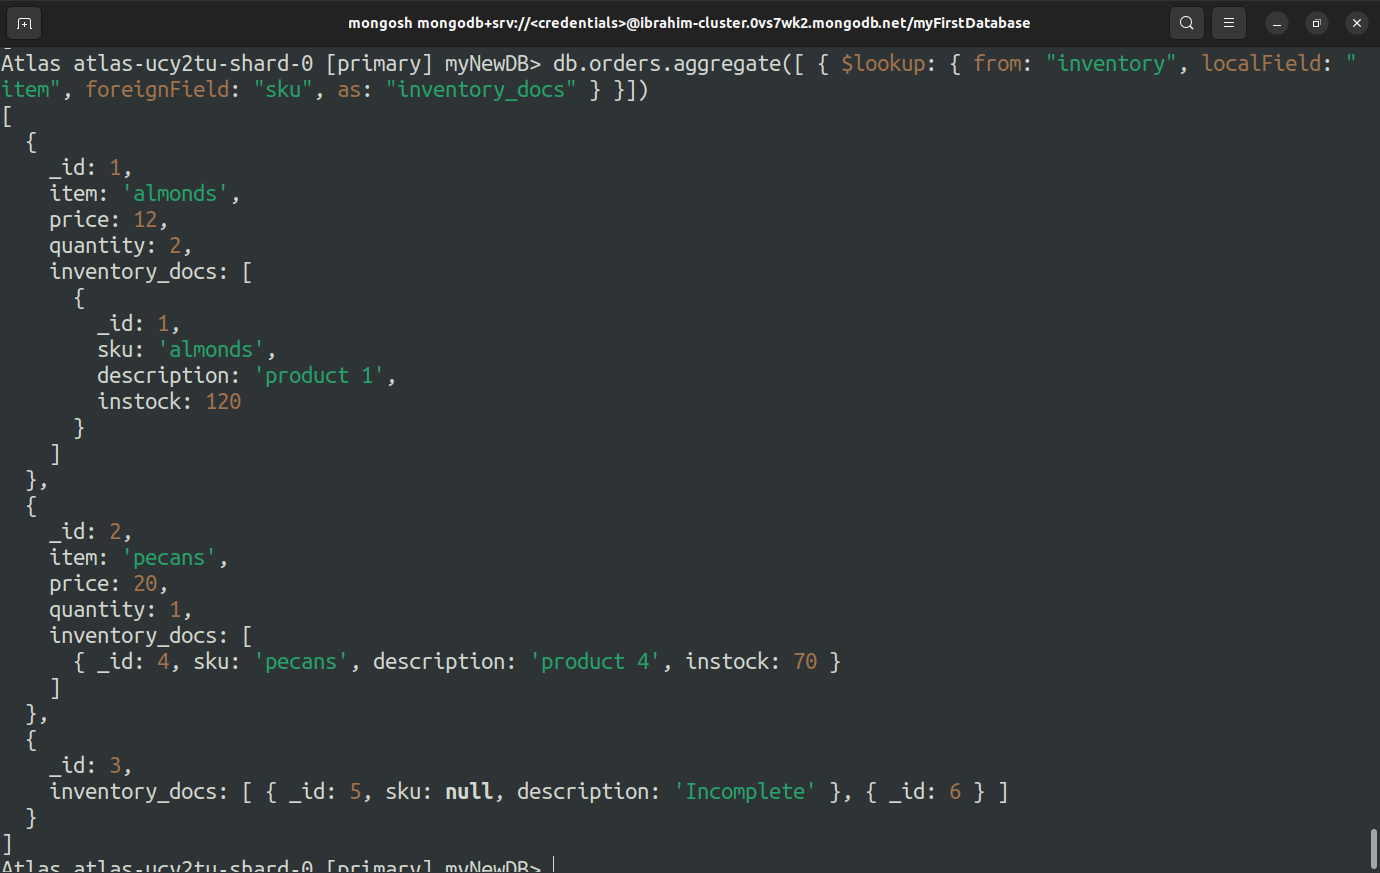 mongosh mongodb+srv://<credentials>@ibrahim-cluster.0vs7wk2.mongodb.net/myFirstDatabase
Atlas atlas-ucy2tu-shard-0 [primary] myNewDB> db.orders.aggregate([ { $lookup: { from: "inventory", localField: "
item", foreignField: "sku", as: "inventory_docs" } }])
[
  {
    _id: 1,
    item: 'almonds',
    price: 12,
    quantity: 2,
    inventory_docs: [
      {
        _id: 1,
        sku: 'almonds',
        description: 'product 1',
        instock: 120
      }
    ]
  },
  {
    _id: 2,
    item: 'pecans',
    price: 20,
    quantity: 1,
    inventory_docs: [
      { _id: 4, sku: 'pecans', description: 'product 4', instock: 70 }
    ]
  },
  {
    _id: 3,
    inventory_docs: [ { _id: 5, sku: null, description: 'Incomplete' }, { _id: 6 } ]
  }
]
Atlas atlas-ucy2tu-shard-0 [primary] myNewDB>